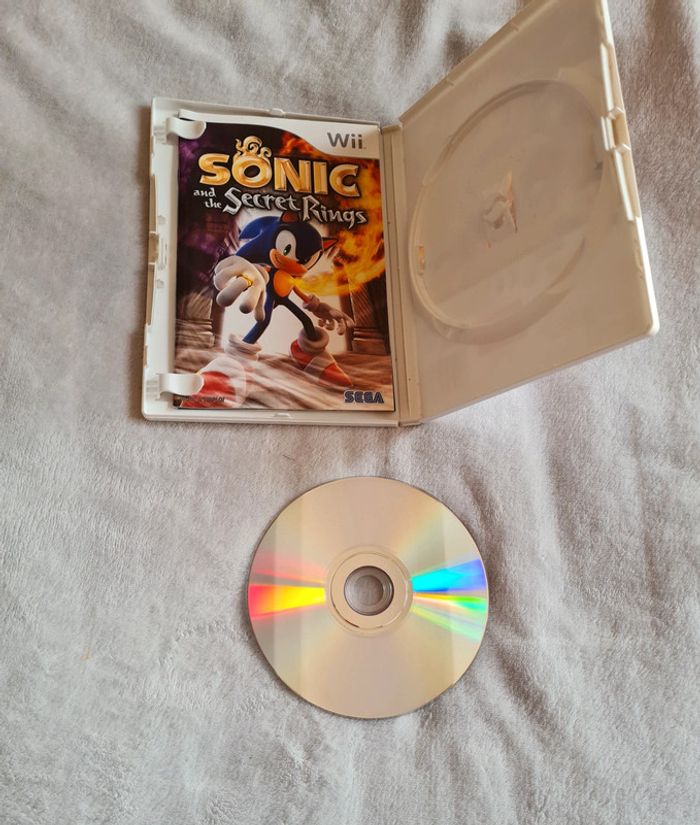 Wii
SONIC
and the Secret Rings
SEGA